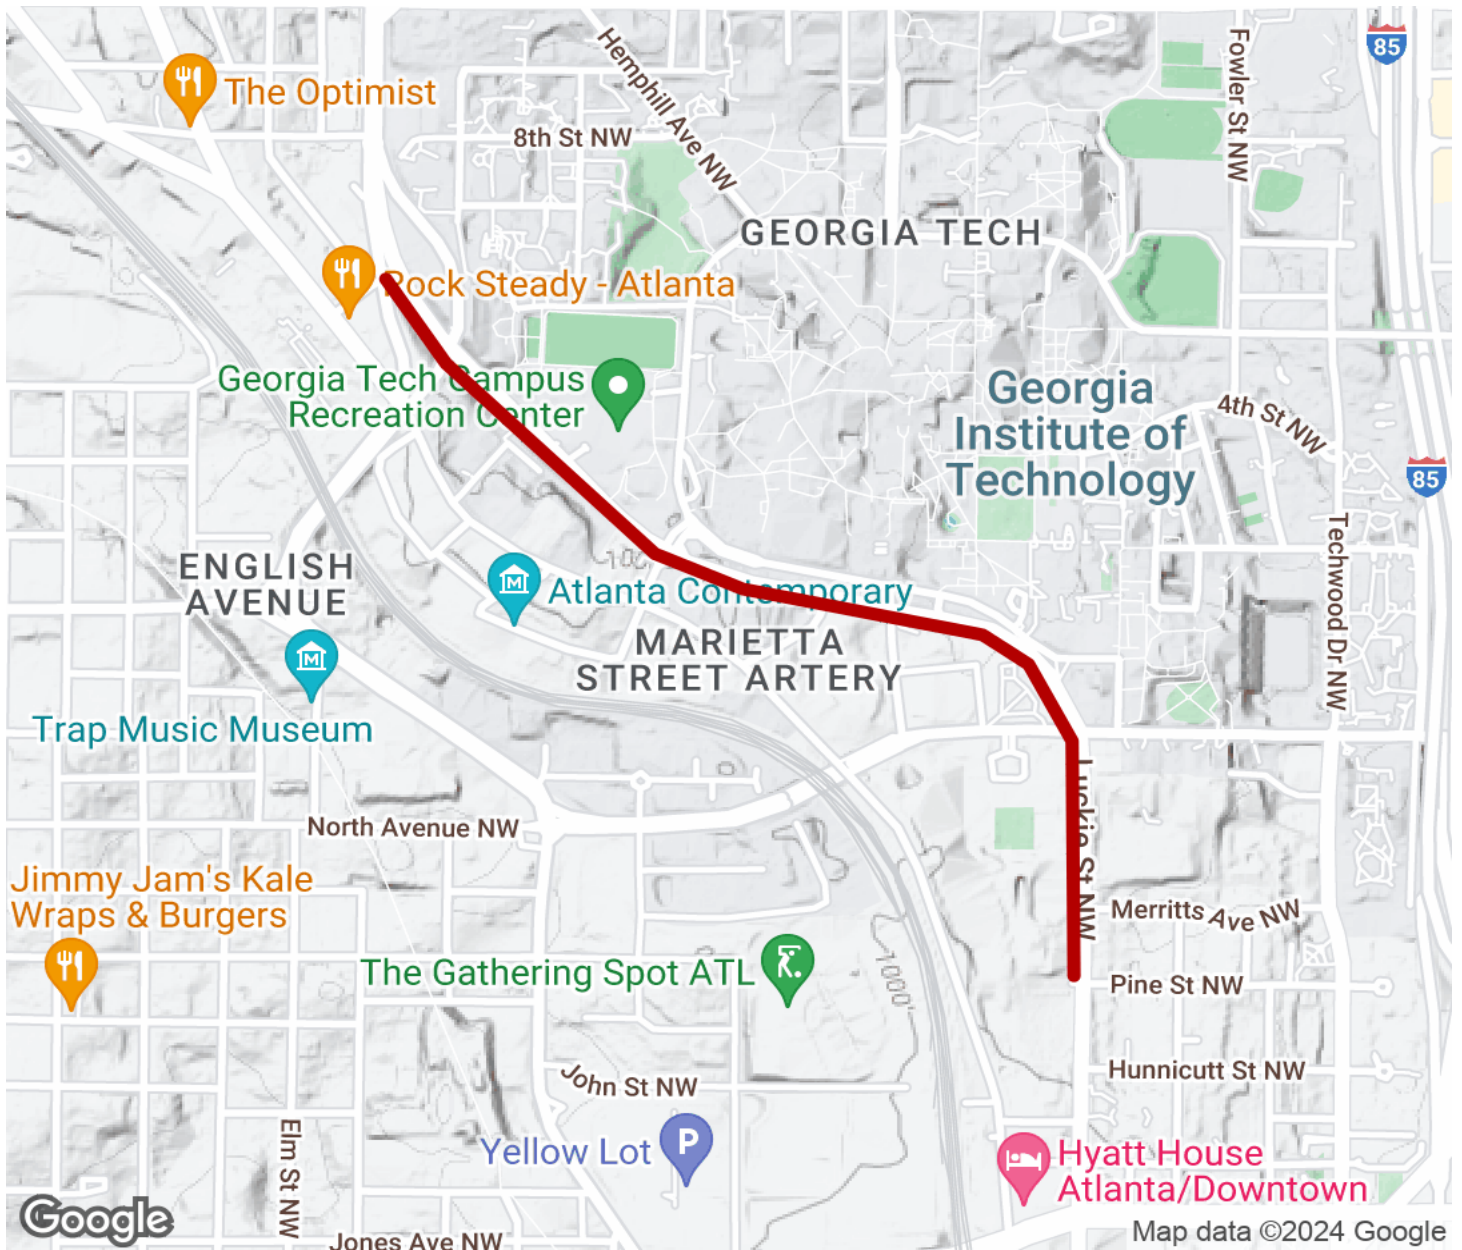 85
The Optimist
Hemphill Ave NW
Fowler St NW
8th St NW
GEORGIA TECH
Rock Steady - Atlanta
Georgia Tech Campus
Recreation Center
Georgia
Institute of
Technology
4th St NW
85
Techwood Dr NW
ENGLISH
AVENUE
100
M
Atlanta Contemporary
MARIETTA
STREET ARTERY
M
Trap Music Museum
Luckie St NW
North Avenue NW
Jimmy Jam's Kale
Wraps & Burgers
Merritts Ave NW
The Gathering Spot ATL
1000'
Pine St NW
Hunnicutt St NW
John St NW
Elm St NW
Yellow Lot
P
Hyatt House
Atlanta/Downtown
Google
Jones Ave NW
Map data ©2024 Google